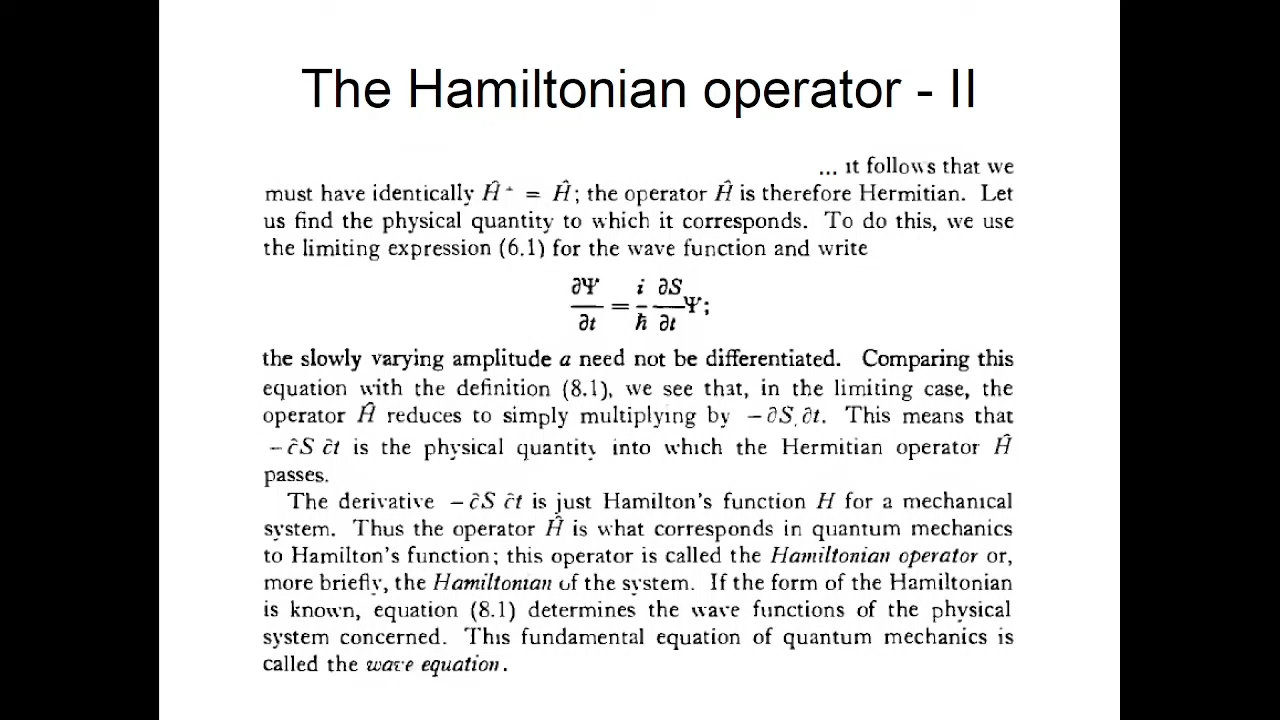 The Hamiltonian operator - II
... it follows that we
must have identically Ĥ⁺ = Ĥ; the operator Ĥ is therefore Hermitian. Let
us find the physical quantity to which it corresponds. To do this, we use
the limiting expression (6.1) for the wave function and write
∂Ψ/∂t = i/ħ ∂S/∂t Ψ;
the slowly varying amplitude a need not be differentiated. Comparing this
equation with the definition (8.1), we see that, in the limiting case, the
operator Ĥ reduces to simply multiplying by −∂S/∂t. This means that
−∂S/∂t is the physical quantity into which the Hermitian operator Ĥ
passes.
The derivative −∂S/∂t is just Hamilton's function H for a mechanical
system. Thus the operator Ĥ is what corresponds in quantum mechanics
to Hamilton's function; this operator is called the Hamiltonian operator or,
more briefly, the Hamiltonian of the system. If the form of the Hamiltonian
is known, equation (8.1) determines the wave functions of the physical
system concerned. This fundamental equation of quantum mechanics is
called the wave equation.